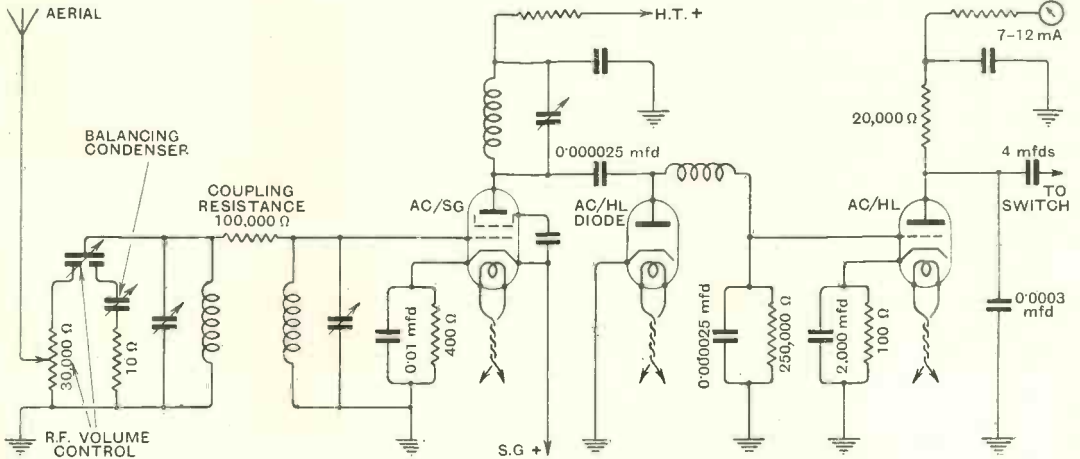 AERIAL
H.T. +
7-12 mA
BALANCING
CONDENSER
20,000 Ω
0·000025 mfd
4 mfds
COUPLING
RESISTANCE
100,000 Ω
AC/SG
AC/HL
DIODE
AC/HL
TO
SWITCH
30,000 Ω
10 Ω
0·01 mfd
400 Ω
0·000025 mfd
250,000 Ω
2,000 mfd
100 Ω
0·0003
mfd
R.F. VOLUME
CONTROL
S.G +